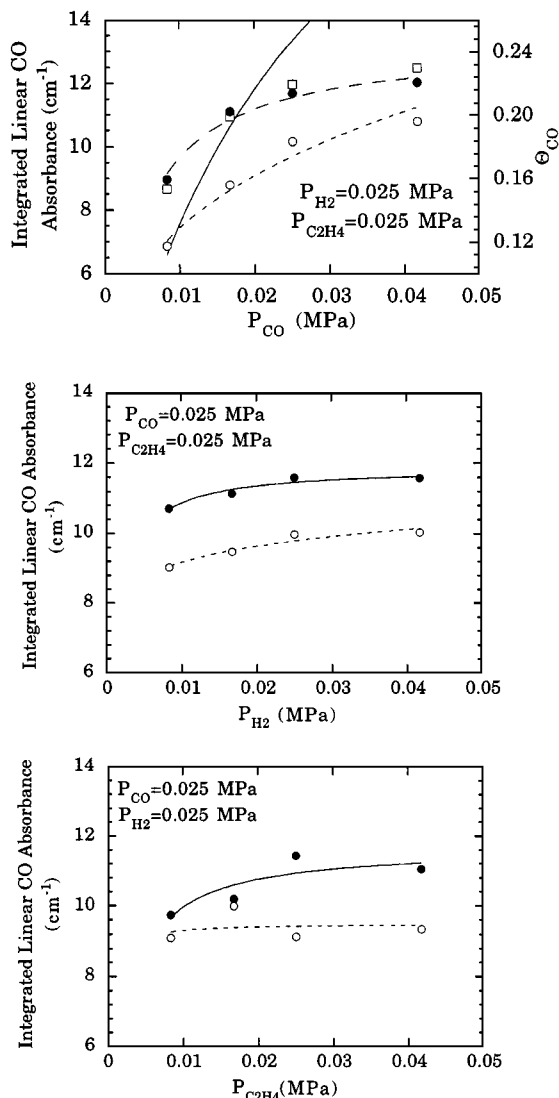 Integrated Linear CO
Absorbance (cm-1)
14
12
10
8
6
0.24
0.20
0.16
0.12
ΘCO
PH2=0.025 MPa
PC2H4=0.025 MPa
0 0.01 0.02 0.03 0.04 0.05
PCO (MPa)
Integrated Linear CO Absorbance
(cm-1)
14
12
10
8
6
PCO=0.025 MPa
PC2H4=0.025 MPa
0 0.01 0.02 0.03 0.04 0.05
PH2 (MPa)
Integrated Linear CO Absorbance
(cm-1)
14
12
10
8
6
PCO=0.025 MPa
PH2=0.025 MPa
0 0.01 0.02 0.03 0.04 0.05
PC2H4(MPa)